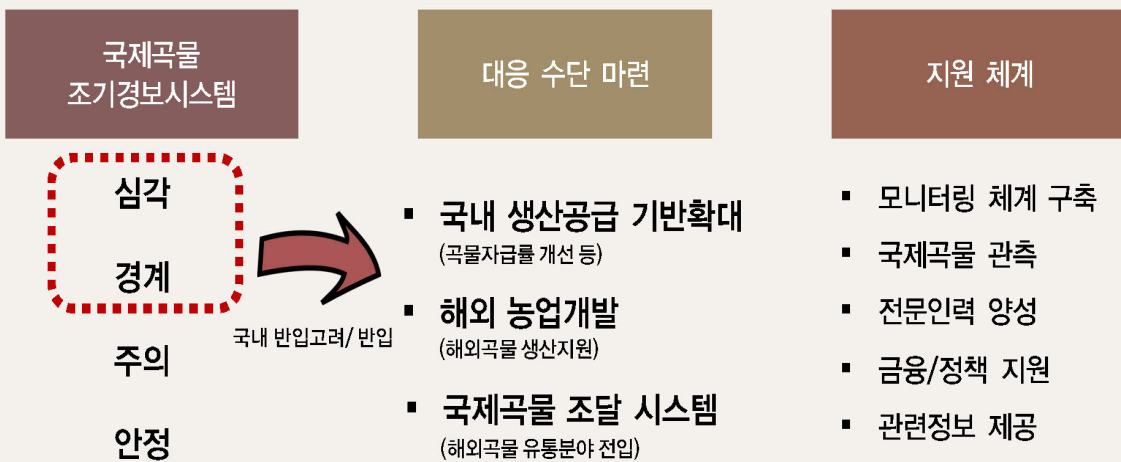 국제곡물
조기경보시스템
심각
경계
주의
안정
국내 반입고려/ 반입
대응 수단 마련
▪ 국내 생산공급 기반확대
(곡물자급률 개선 등)
▪ 해외 농업개발
(해외곡물 생산지원)
▪ 국제곡물 조달 시스템
(해외곡물 유통분야 전입)
지원 체계
▪ 모니터링 체계 구축
▪ 국제곡물 관측
▪ 전문인력 양성
▪ 금융/정책 지원
▪ 관련정보 제공